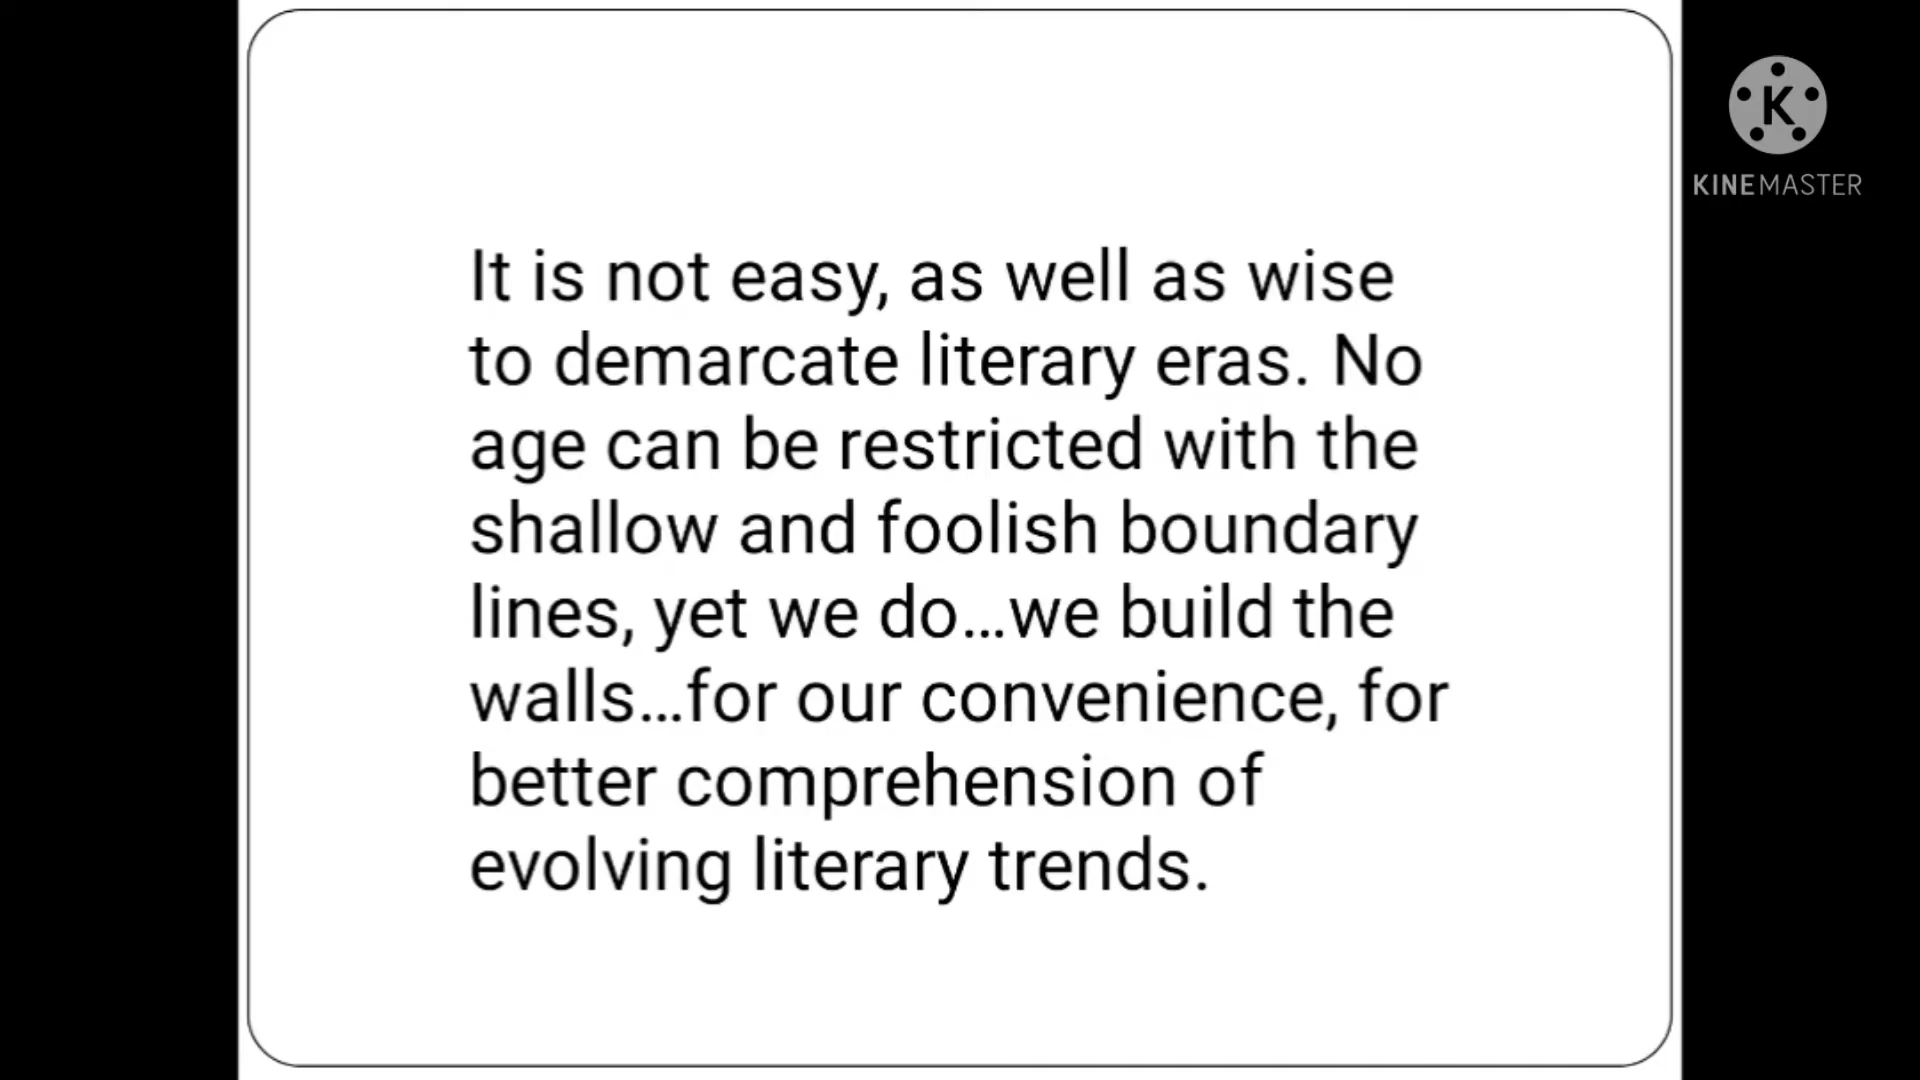 It is not easy, as well as wise
to demarcate literary eras. No
age can be restricted with the
shallow and foolish boundary
lines, yet we do...we build the
walls...for our convenience, for
better comprehension of
evolving literary trends.
K
KINEMASTER